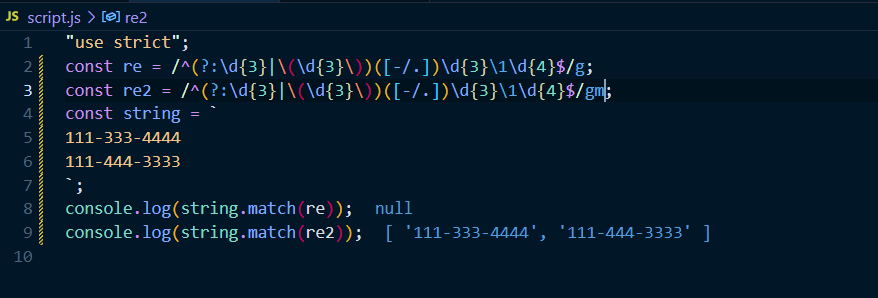 JS script.js > re2
1 "use strict";
2 const re = /^(?:\d{3}|\(\d{3}\))([-/.])\d{3}\1\d{4}$/g;
3 const re2 = /^(?:\d{3}|\(\d{3}\))([-/.])\d{3}\1\d{4}$/gm;
4 const string = `
5 111-333-4444
6 111-444-3333
7 `;
8 console.log(string.match(re)); null
9 console.log(string.match(re2)); [ '111-333-4444', '111-444-3333' ]
10